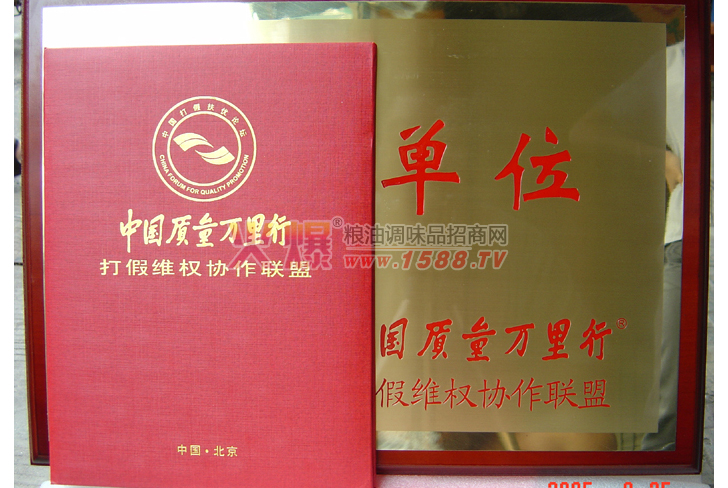 中国打假扶优论坛
CHINA FORUM FOR QUALITY PROMOTION
中国质量万里行
打假维权协作联盟
中国·北京
单位
国质量万里行®
假维权协作联盟
火爆®
粮油调味品招商网
www.1588.TV